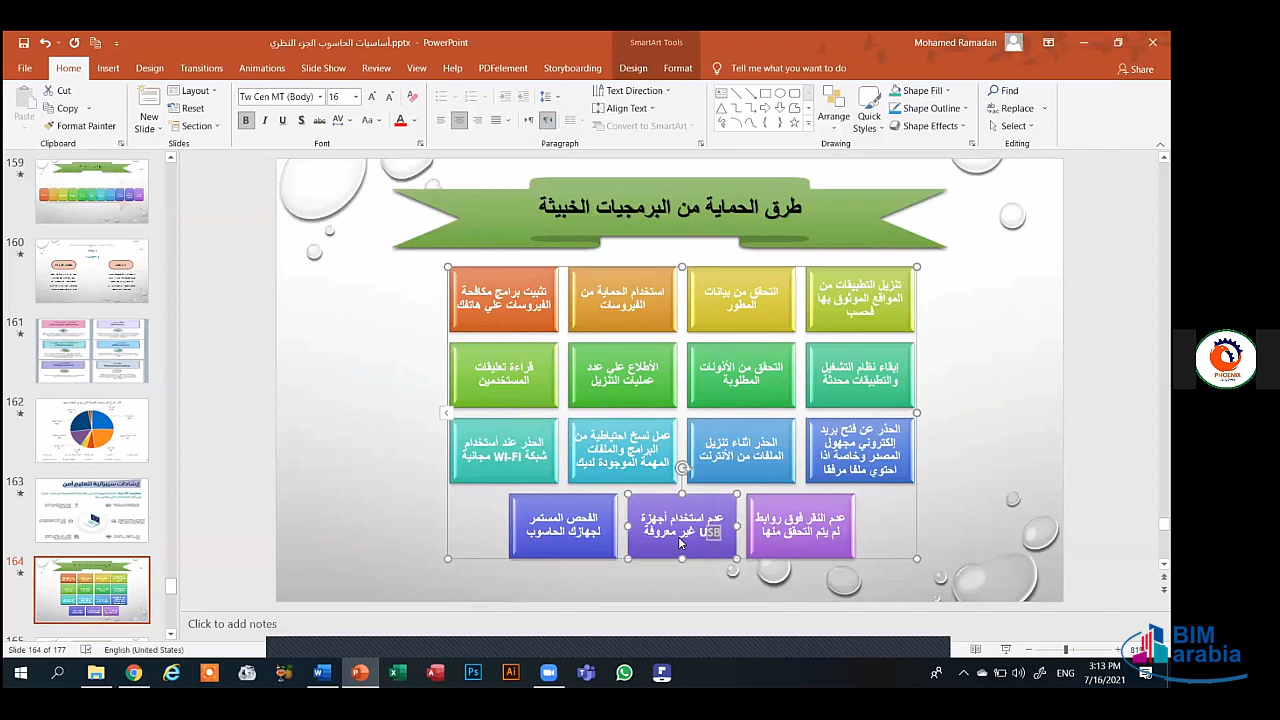 أساسيات الحاسوب الجزء النظري.pptx - PowerPoint
SmartArt Tools
Mohamed Ramadan
File
Home
Insert
Design
Transitions
Animations
Slide Show
Review
View
Help
PDFelement
Storyboarding
Design
Format
Tell me what you want to do
Share
Paste
Cut
Copy
Format Painter
Clipboard
New Slide
Layout
Reset
Section
Slides
Tw Cen MT (Body)
16
Font
Text Direction
Align Text
Convert to SmartArt
Paragraph
Arrange
Quick Styles
Shape Fill
Shape Outline
Shape Effects
Drawing
Find
Replace
Select
Editing
159
160
161
162
163
إرشادات سيبرانية لتعليم آمن
164
طرق الحماية من البرمجيات الخبيثة
تنزيل التطبيقات من
المواقع الموثوق بها
فحسب
التحقق من بيانات
المطور
استخدام الحماية من
الفيروسات
تثبيت برامج مكافحة
الفيروسات علي هاتفك
إبقاء نظام التشغيل
والتطبيقات محدثة
التحقق من الأذونات
المطلوبة
الأطلاع علي عدد
عمليات التنزيل
قراءة تعليقات
المستخدمين
الحذر عن فتح بريد
إلكتروني مجهول
المصدر وخاصة اذا
احتوي ملفا مرفقا
الحذر اثناء تنزيل
الملفات من الأنترنت
عمل نسخ احتياطية من
البرامج والملفات
المهمة الموجودة لديك
الحذر عند أستخدام
شبكة WI-FI مجانية
عدم النقر فوق روابط
لم يتم التحقق منها
عدم استخدام أجهزة
USB غير معروفة
الفحص المستمر
لجهازك الحاسوب
Click to add notes
Slide 164 of 177
English (United States)
ENG
3:13 PM
7/16/2021
PHOENIX
BIM
arabia